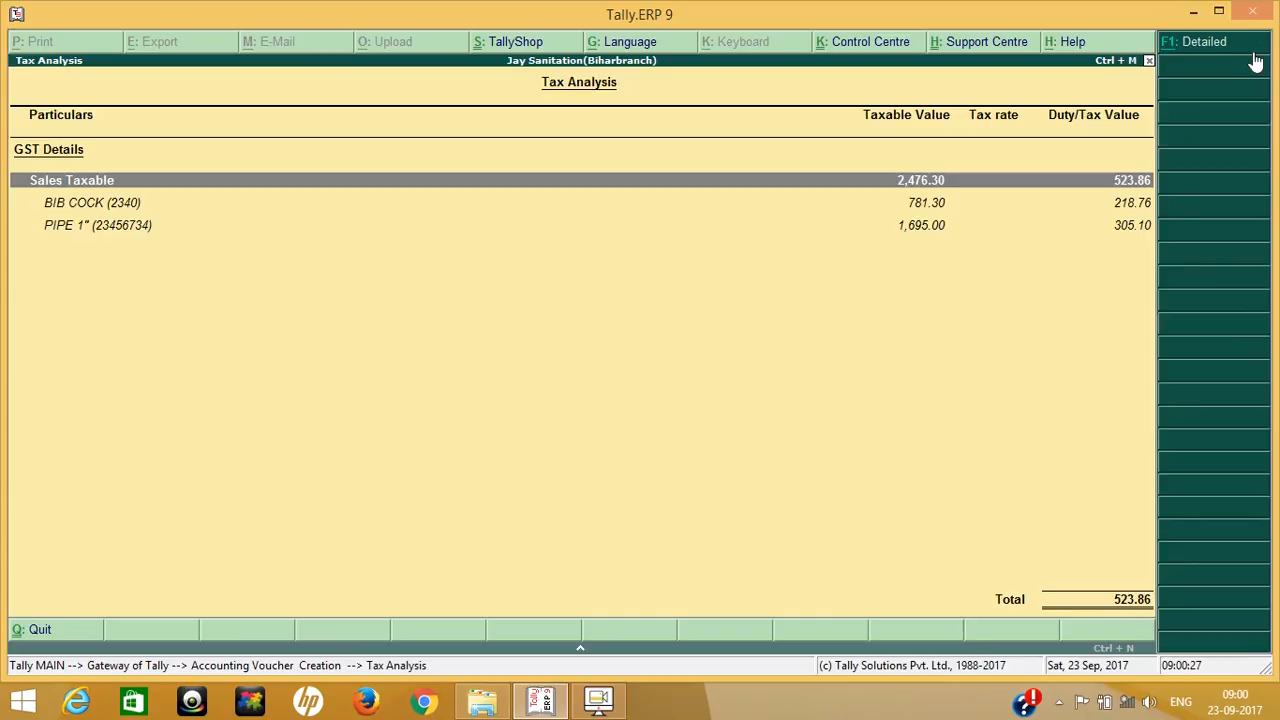 Tally.ERP 9
P: Print E: Export M: E-Mail O: Upload S: TallyShop G: Language K: Keyboard K: Control Centre H: Support Centre H: Help F1: Detailed
Tax Analysis Jay Sanitation(Biharbranch) Ctrl + M
Tax Analysis
Particulars Taxable Value Tax rate Duty/Tax Value
GST Details
Sales Taxable 2,476.30 523.86
BIB COCK (2340) 781.30 218.76
PIPE 1" (23456734) 1,695.00 305.10
Total 523.86
Q: Quit
Ctrl + N
Tally MAIN --> Gateway of Tally --> Accounting Voucher Creation --> Tax Analysis (c) Tally Solutions Pvt. Ltd., 1988-2017 Sat, 23 Sep, 2017 09:00:27
hp Tally ERP 9 ENG 09:00
23-09-2017